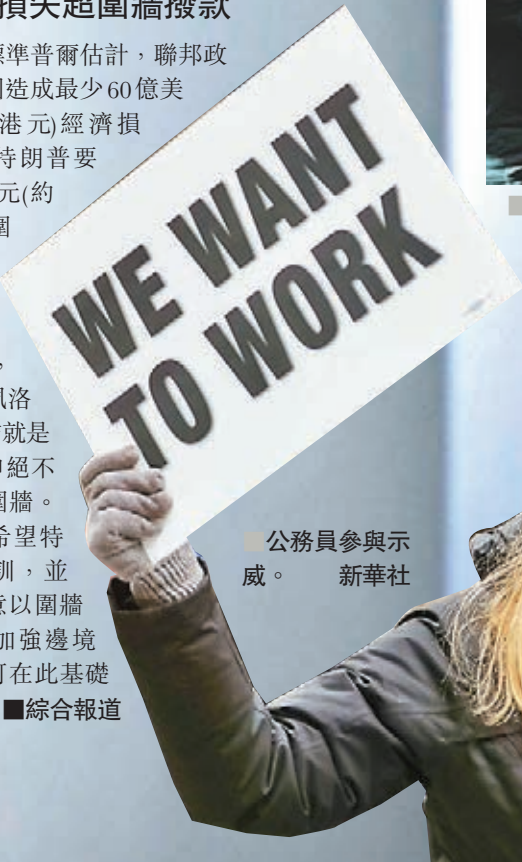 損失超圍牆撥款
標準普爾估計，聯邦政
造成最少60億美
港元)經濟損
特朗普要
元(約
圍
，
洛
就是
絕不
圍牆。
希望特
訓，並
意以圍牆
加強邊境
可在此基礎
■綜合報道
WE WANT
TO WORK
■公務員參與示
威。 新華社